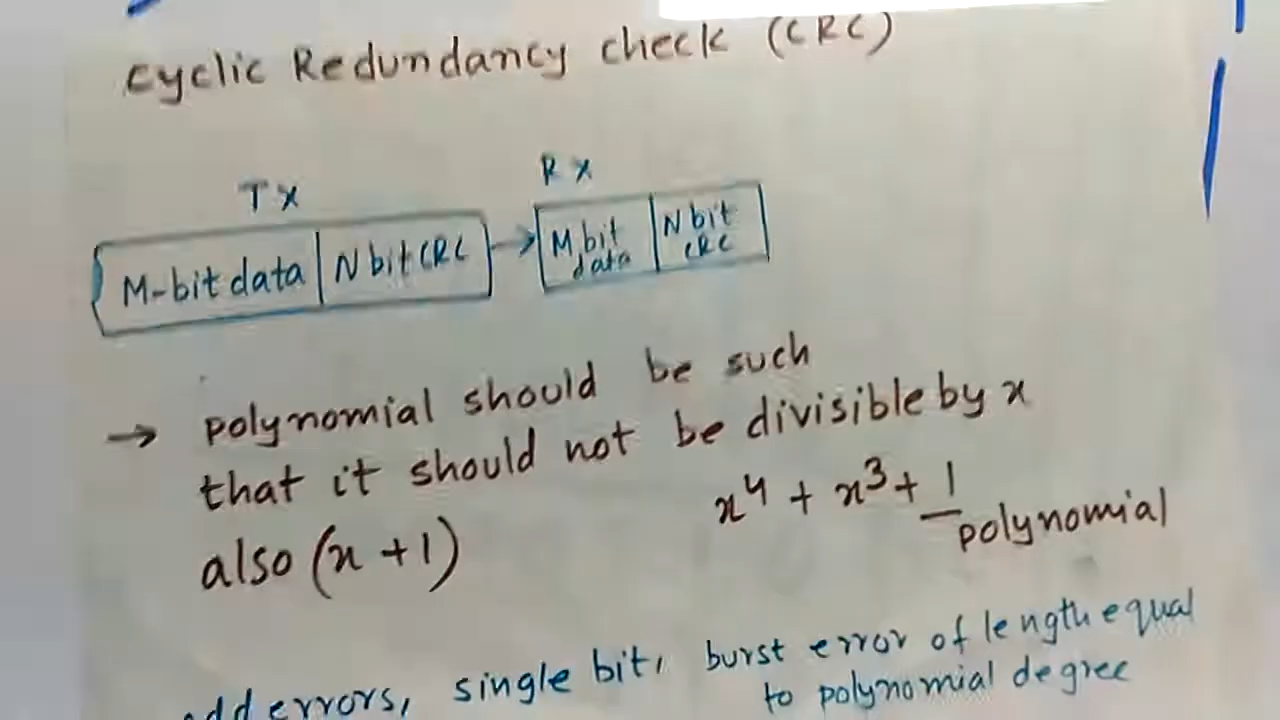 Cyclic Redundancy check (CRC)
Tx
Rx
M-bit data | N bit CRC
M bit data | N bit CRC
→ polynomial should be such
that it should not be divisible by x
also (x+1)
x⁴ + x³ + 1
polynomial
odd errors, single bit, burst error of length equal
to polynomial degree